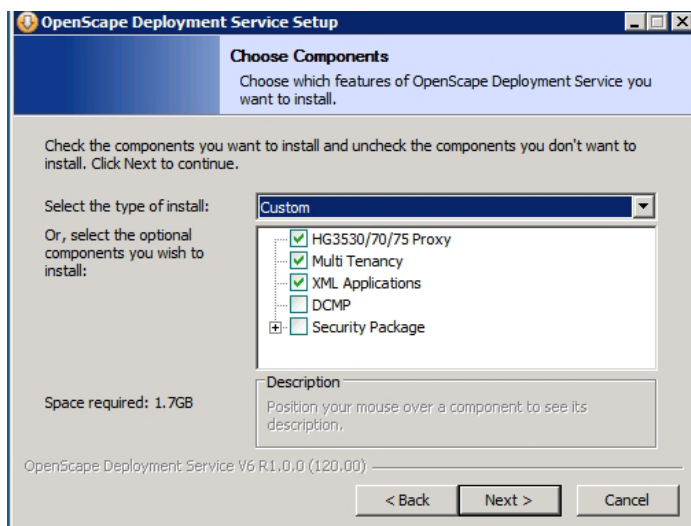 OpenScape Deployment Service Setup
Choose Components
Choose which features of OpenScape Deployment Service you
want to install.
Check the components you want to install and uncheck the components you don't want to
install. Click Next to continue.
Select the type of install:
Custom
Or, select the optional
components you wish to
install:
HG3530/70/75 Proxy
Multi Tenancy
XML Applications
DCMP
Security Package
Space required: 1.7GB
Description
Position your mouse over a component to see its
description.
OpenScape Deployment Service V6 R1.0.0 (120.00)
< Back
Next >
Cancel